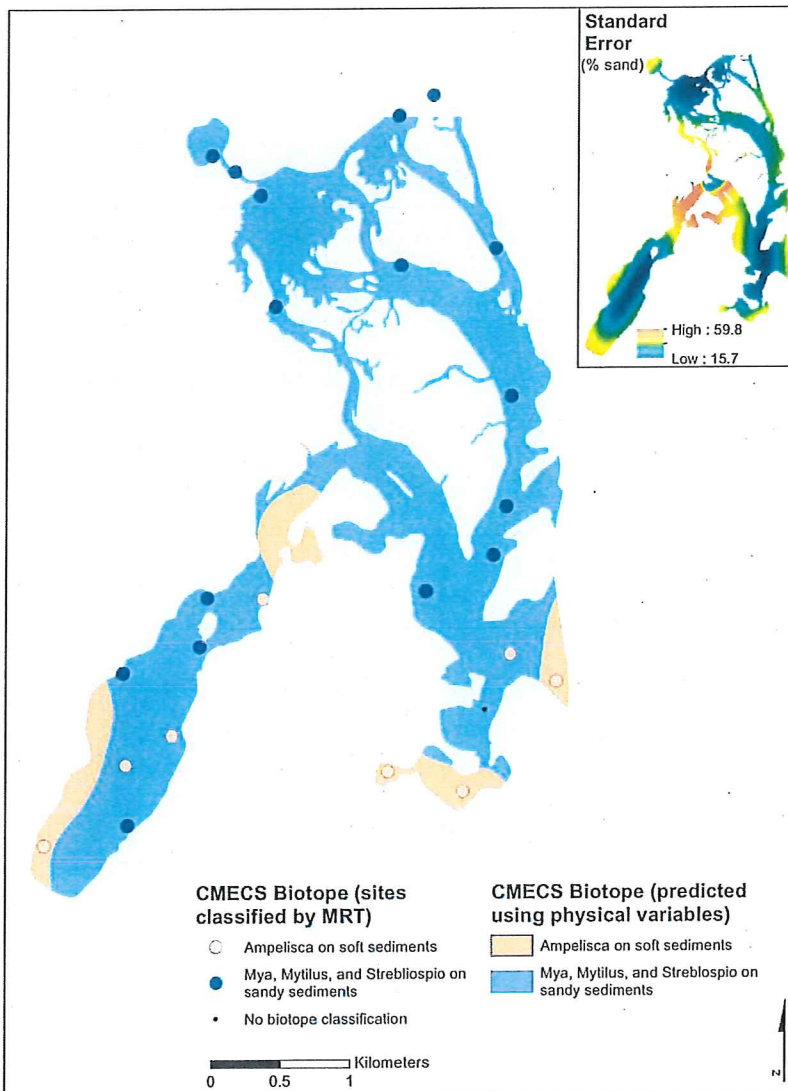 Standard
Error
(% sand)
High : 59.8
Low : 15.7
CMECS Biotope (sites
classified by MRT)
Ampelisca on soft sediments
Mya, Mytilus, and Strebliospio on
sandy sediments
No biotope classification
CMECS Biotope (predicted
using physical variables)
Ampelisca on soft sediments
Mya, Mytilus, and Streblospio on
sandy sediments
Kilometers
0 0.5 1
N